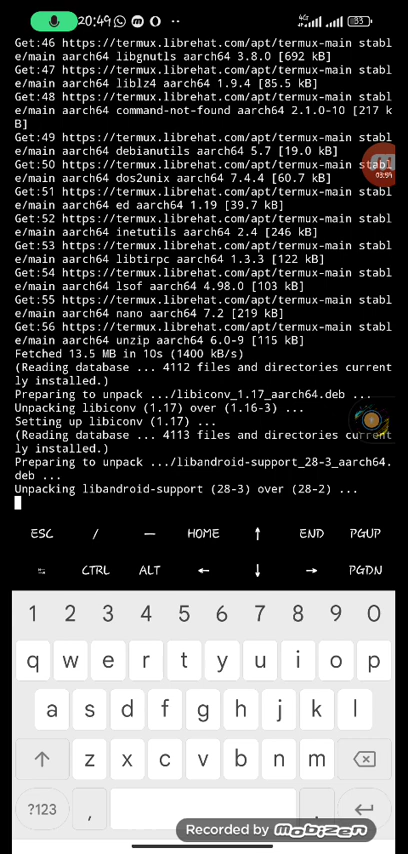 20:49
4G
33
Get:46 https://termux.librehat.com/apt/termux-main stabl
e/main aarch64 libgnutls aarch64 3.8.0 [692 kB]
Get:47 https://termux.librehat.com/apt/termux-main stabl
e/main aarch64 liblz4 aarch64 1.9.4 [85.5 kB]
Get:48 https://termux.librehat.com/apt/termux-main stabl
e/main aarch64 command-not-found aarch64 2.1.0-10 [217 k
B]
Get:49 https://termux.librehat.com/apt/termux-main stabl
e/main aarch64 debianutils aarch64 5.7 [19.0 kB]
Get:50 https://termux.librehat.com/apt/termux-main stabl
e/main aarch64 dos2unix aarch64 7.4.4 [60.7 kB]
Get:51 https://termux.librehat.com/apt/termux-main stabl
e/main aarch64 ed aarch64 1.19 [39.7 kB]
Get:52 https://termux.librehat.com/apt/termux-main stabl
e/main aarch64 inetutils aarch64 2.4 [246 kB]
Get:53 https://termux.librehat.com/apt/termux-main stabl
e/main aarch64 libtirpc aarch64 1.3.3 [122 kB]
Get:54 https://termux.librehat.com/apt/termux-main stabl
e/main aarch64 lsof aarch64 4.98.0 [103 kB]
Get:55 https://termux.librehat.com/apt/termux-main stabl
e/main aarch64 nano aarch64 7.2 [219 kB]
Get:56 https://termux.librehat.com/apt/termux-main stabl
e/main aarch64 unzip aarch64 6.0-9 [115 kB]
Fetched 13.5 MB in 10s (1400 kB/s)
(Reading database ... 4112 files and directories current
ly installed.)
Preparing to unpack .../libiconv_1.17_aarch64.deb ...
Unpacking libiconv (1.17) over (1.16-3) ...
Setting up libiconv (1.17) ...
(Reading database ... 4113 files and directories current
ly installed.)
Preparing to unpack .../libandroid-support_28-3_aarch64.
deb ...
Unpacking libandroid-support (28-3) over (28-2) ...
03:59
ESC / — HOME ↑ END PGUP
↹ CTRL ALT ← ↓ → PGDN
1 2 3 4 5 6 7 8 9 0
q w e r t y u i o p
a s d f g h j k l
z x c v b n m
?123 , .
Recorded by mobizen